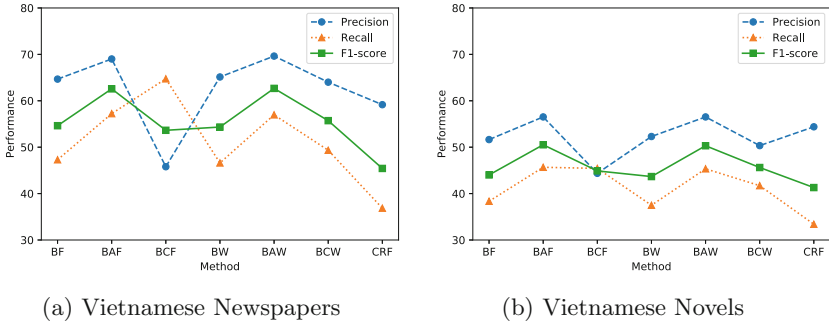 80
70
60
50
40
30
Performance
BF BAF BCF BW BAW BCW CRF
Method
Precision
Recall
F1-score
(a) Vietnamese Newspapers
80
70
60
50
40
30
Performance
BF BAF BCF BW BAW BCW CRF
Method
Precision
Recall
F1-score
(b) Vietnamese Novels